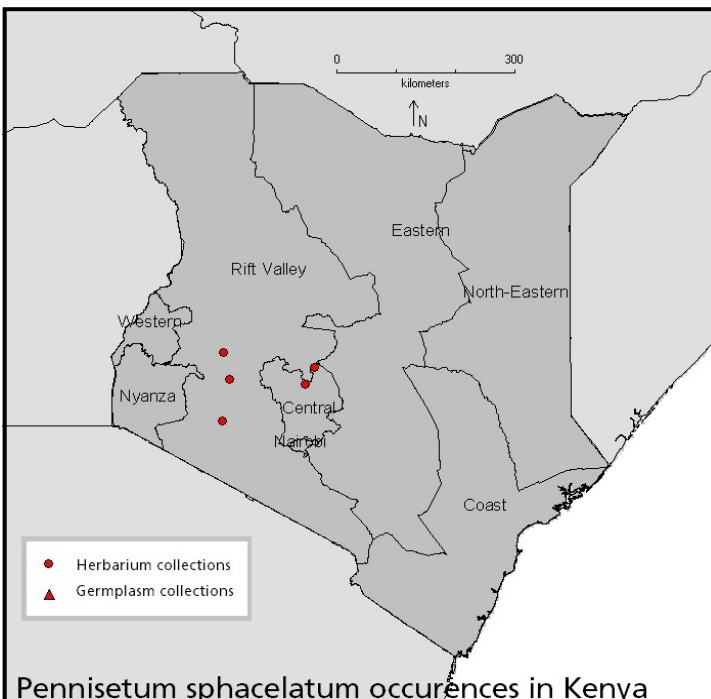 0 300
kilometers
N
Eastern
Rift Valley
North-Eastern
Western
Nyanza
Central
Nairobi
Coast
Herbarium collections
Germplasm collections
Pennisetum sphacelatum occurences in Kenya